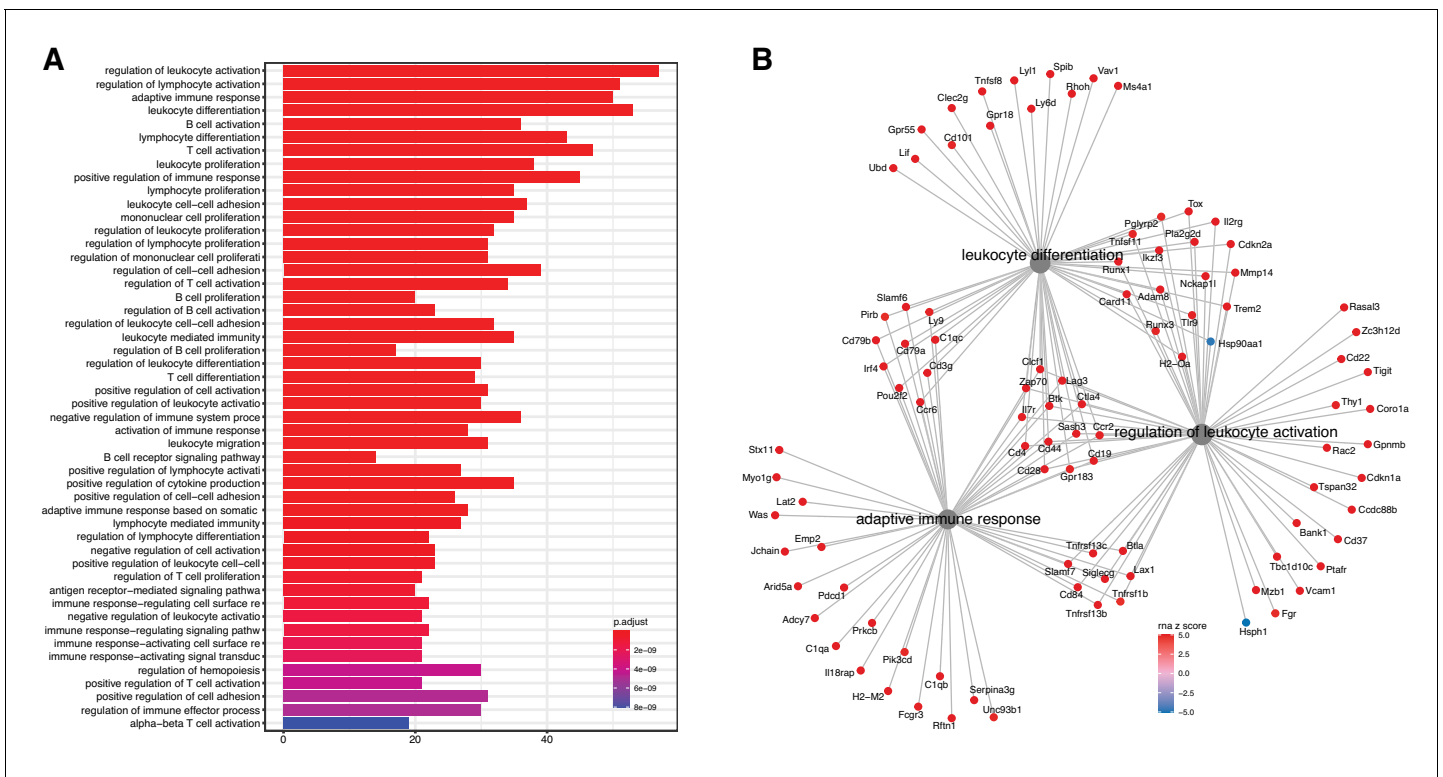 A
regulation of leukocyte activation
regulation of lymphocyte activation
adaptive immune response
leukocyte differentiation
B cell activation
lymphocyte differentiation
T cell activation
leukocyte proliferation
positive regulation of immune response
lymphocyte proliferation
leukocyte cell−cell adhesion
mononuclear cell proliferation
regulation of leukocyte proliferation
regulation of lymphocyte proliferation
regulation of mononuclear cell proliferati
regulation of cell−cell adhesion
regulation of T cell activation
B cell proliferation
regulation of B cell activation
regulation of leukocyte cell−cell adhesion
leukocyte mediated immunity
regulation of B cell proliferation
regulation of leukocyte differentiation
T cell differentiation
positive regulation of cell activation
positive regulation of leukocyte activatio
negative regulation of immune system proce
activation of immune response
leukocyte migration
B cell receptor signaling pathway
positive regulation of lymphocyte activati
positive regulation of cytokine production
positive regulation of cell−cell adhesion
adaptive immune response based on somatic
lymphocyte mediated immunity
regulation of lymphocyte differentiation
negative regulation of cell activation
positive regulation of leukocyte cell−cell
regulation of T cell proliferation
antigen receptor−mediated signaling pathwa
immune response−regulating cell surface re
negative regulation of leukocyte activatio
immune response−regulating signaling pathw
immune response−activating cell surface re
immune response−activating signal transduc
regulation of hemopoiesis
positive regulation of T cell activation
positive regulation of cell adhesion
regulation of immune effector process
alpha−beta T cell activation
0 20 40
p.adjust
2e−09
4e−09
6e−09
8e−09
B
Spib
Lyl1
Vav1
Tnfsf8
Rhoh
Ms4a1
Clec2g
Ly6d
Gpr18
Gpr55
Cd101
Lif
Ubd
Tox
Pglyrp2
Il2rg
Tnfsf11
Pla2g2d
Cdkn2a
leukocyte differentiation
Ikzf3
Runx1
Mmp14
Nckap1l
Slamf6
Card11
Adam8
Trem2
Rasal3
Pirb
Ly9
Runx3
Tlr9
Zc3h12d
Cd79b
Cd79a
C1qc
Hsp90aa1
Cd22
Irf4
Cd3g
Clcf1
H2−Oa
Tigit
Zap70
Lag3
Pou2f2
Btk
Ctla4
Thy1
Ccr6
Il7r
Coro1a
Sash3
Ccr2
regulation of leukocyte activation
Stx11
Cd4
Cd44
Cd19
Rac2
Gpnmb
Myo1g
Cd28
Gpr183
Cdkn1a
Tspan32
Lat2
Was
adaptive immune response
Ccdc88b
Bank1
Emp2
Cd37
Jchain
Tnfrsf13c
Btla
Tbc1d10c
Ptafr
Slamf7
Siglecg
Lax1
Arid5a
Pdcd1
Cd84
Tnfrsf1b
Mzb1
Vcam1
Tnfrsf13b
Adcy7
Prkcb
Fgr
Hsph1
C1qa
Pik3cd
Il18rap
C1qb
H2−M2
Serpina3g
Fcgr3
Unc93b1
Rftn1
rna z score
5.0
2.5
0.0
−2.5
−5.0